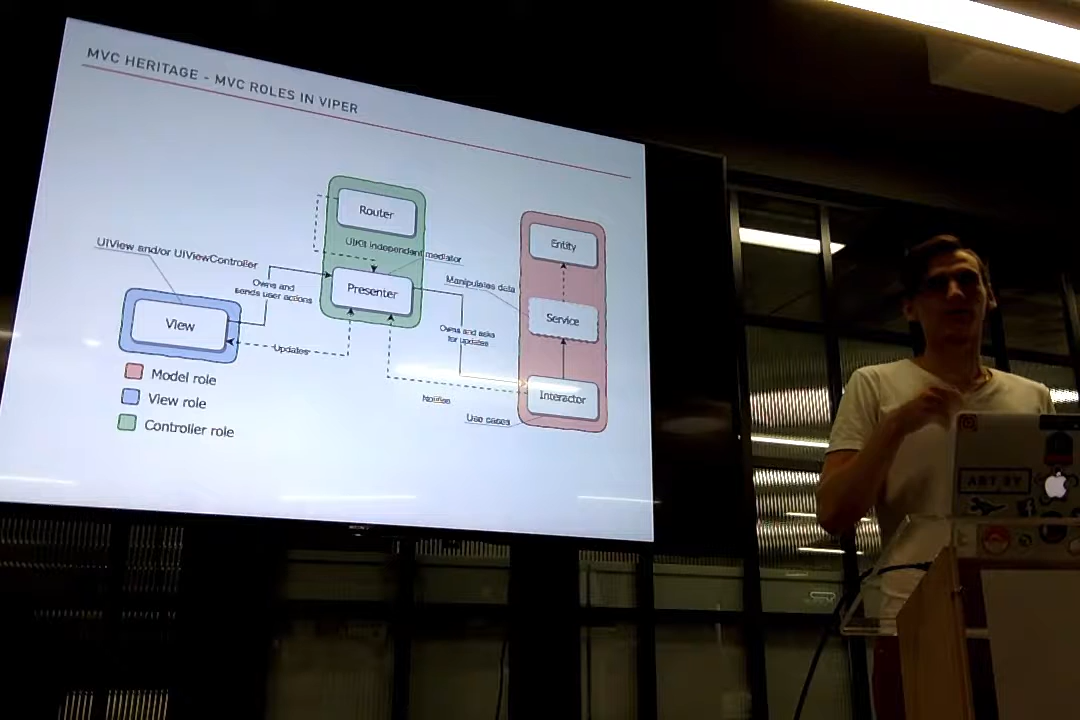 MVC HERITAGE - MVC ROLES IN VIPER
Router
UIKit independent mediator
Entity
UIView and/or UIViewController
Owns and
sends user actions
Presenter
Manipulates data
View
Service
Owns and asks
for updates
Updates
Notifies
Interactor
Use cases
Model role
View role
Controller role
ART BY